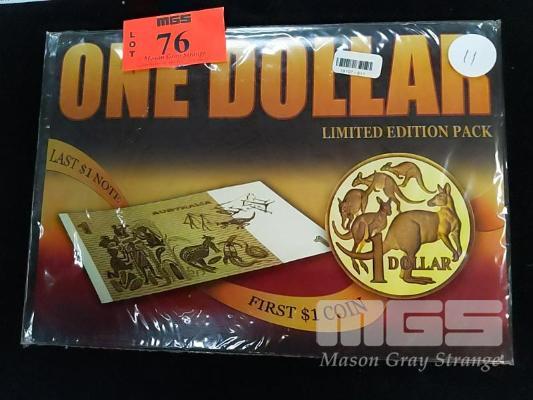 MGS
LOT
76
Mason Gray Strange
ONE DOLLAR
11
LIMITED EDITION PACK
LAST $1 NOTE
AUSTRALIA
1
1
DOLLAR
FIRST $1 COIN
MGS
Mason Gray Strange